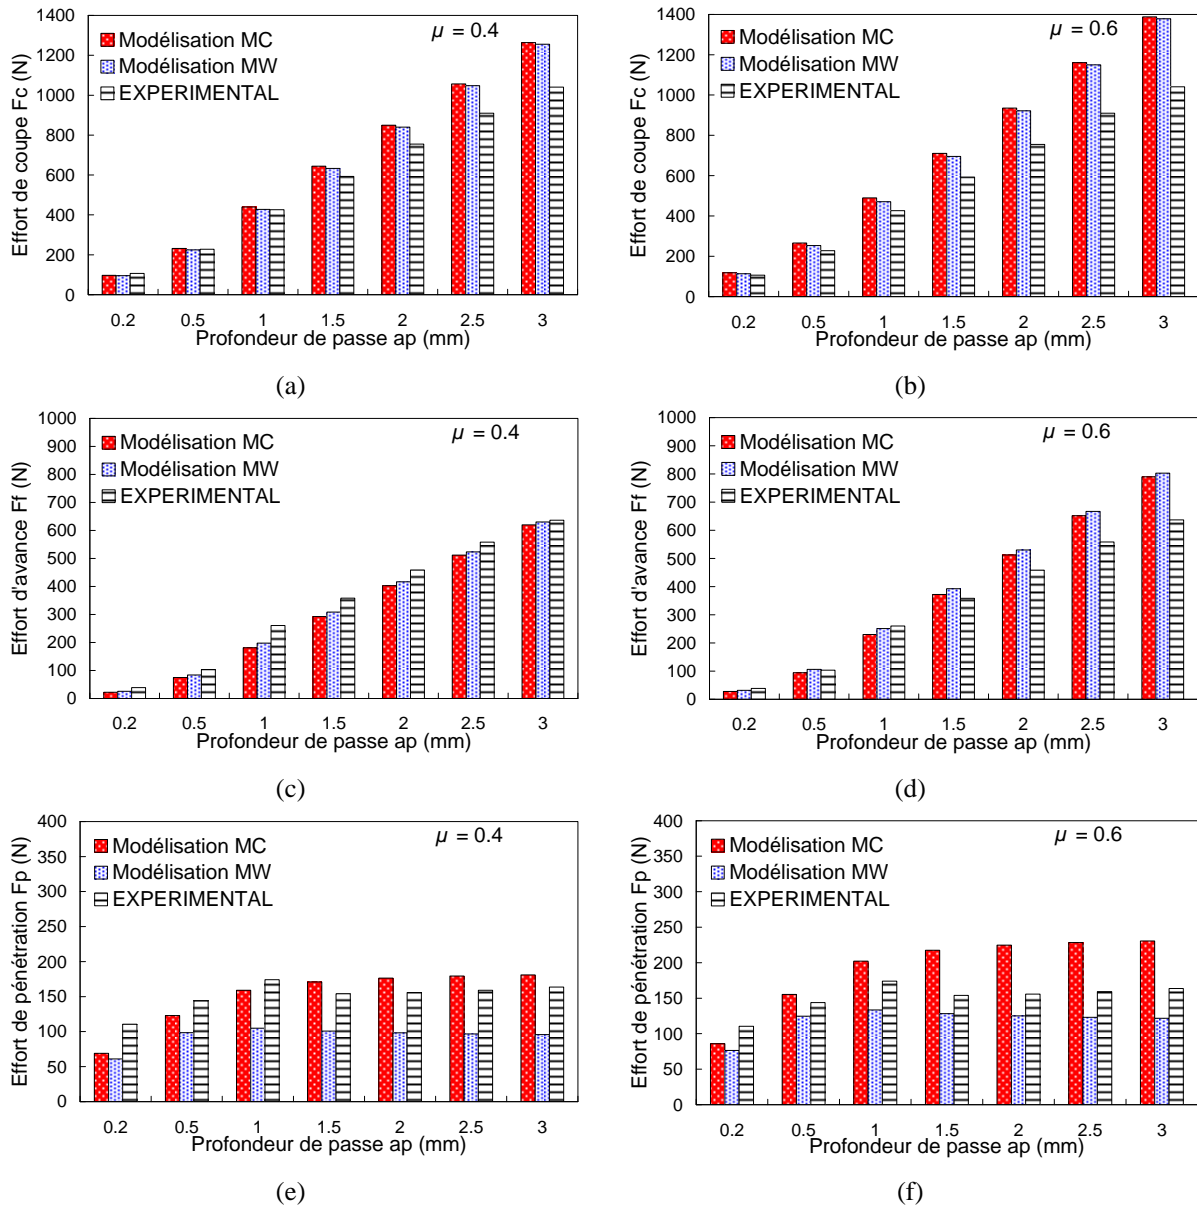 Effort de coupe Fc (N)
1400
1200
1000
800
600
400
200
0
Modélisation MC
Modélisation MW
EXPERIMENTAL
µ = 0.4
0.2 0.5 1 1.5 2 2.5 3
Profondeur de passe ap (mm)
(a)
Effort de coupe Fc (N)
1400
1200
1000
800
600
400
200
0
Modélisation MC
Modélisation MW
EXPERIMENTAL
µ = 0.6
0.2 0.5 1 1.5 2 2.5 3
Profondeur de passe ap (mm)
(b)
Effort d'avance Ff (N)
1000
900
800
700
600
500
400
300
200
100
0
Modélisation MC
Modélisation MW
EXPERIMENTAL
µ = 0.4
0.2 0.5 1 1.5 2 2.5 3
Profondeur de passe ap (mm)
(c)
Effort d'avance Ff (N)
1000
900
800
700
600
500
400
300
200
100
0
Modélisation MC
Modélisation MW
EXPERIMENTAL
µ = 0.6
0.2 0.5 1 1.5 2 2.5 3
Profondeur de passe ap (mm)
(d)
Effort de pénétration Fp (N)
400
350
300
250
200
150
100
50
0
Modélisation MC
Modélisation MW
EXPERIMENTAL
µ = 0.4
0.2 0.5 1 1.5 2 2.5 3
Profondeur de passe ap (mm)
(e)
Effort de pénétration Fp (N)
400
350
300
250
200
150
100
50
0
Modélisation MC
Modélisation MW
EXPERIMENTAL
µ = 0.6
0.2 0.5 1 1.5 2 2.5 3
Profondeur de passe ap (mm)
(f)